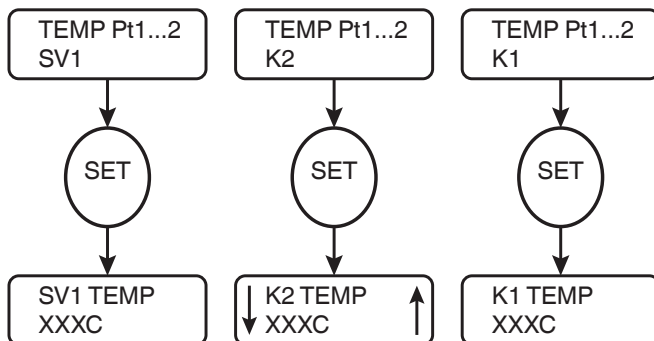 TEMP Pt1...2
SV1
TEMP Pt1...2
K2
TEMP Pt1...2
K1
SET
SET
SET
SV1 TEMP
XXXC
K2 TEMP
XXXC
K1 TEMP
XXXC